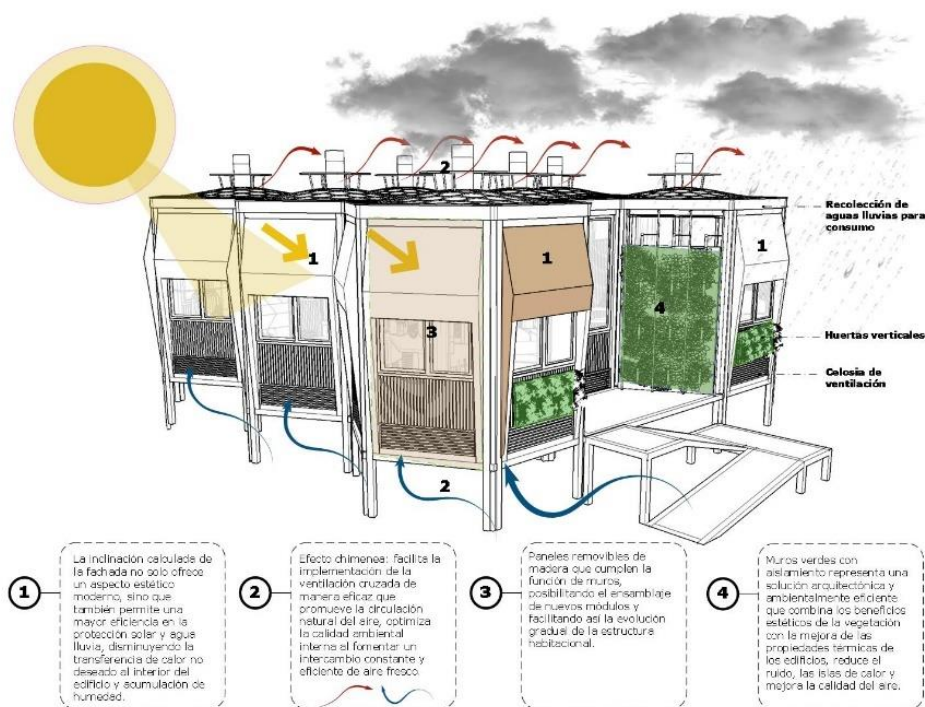 2
1
1
1
3
4
2
Recolección de
aguas lluvias para
consumo
Huertas verticales
Celosia de
ventilación
1
La inclinación calculada de
la fachada no solo ofrece
un aspecto estético
moderno, sino que
también permite una
mayor eficiencia en la
protección solar y agua
lluvia, disminuyendo la
transferencia de calor no
deseado al interior del
edificio y acumulación de
humedad.
2
Efecto chimenea: facilita la
implementación de la
ventilación cruzada de
manera eficaz que
promueve la circulación
natural del aire, optimiza
la calidad ambiental
interna al fomentar un
intercambio constante y
eficiente de aire fresco.
3
Paneles removibles de
madera que cumplen la
función de muros,
posibilitando el ensamblaje
de nuevos módulos y
facilitando así la evolución
gradual de la estructura
habitacional.
4
Muros verdes con
aislamiento representa una
solución arquitectónica y
ambientalmente eficiente
que combina los beneficios
estéticos de la vegetación
con la mejora de las
propiedades térmicas de
los edificios, reduce el
ruido, las islas de calor y
mejora la calidad del aire.